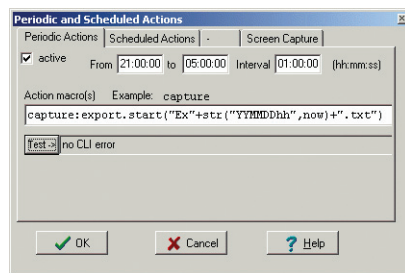 Periodic and Scheduled Actions
Periodic Actions Scheduled Actions - Screen Capture
active From 21:00:00 to 05:00:00 Interval 01:00:00 (hh:mm:ss)
Action macro(s) Example: capture
capture:export.start("Ex"+str("YYMMDDhh",now)+".txt")
Test -> no CLI error
OK Cancel Help